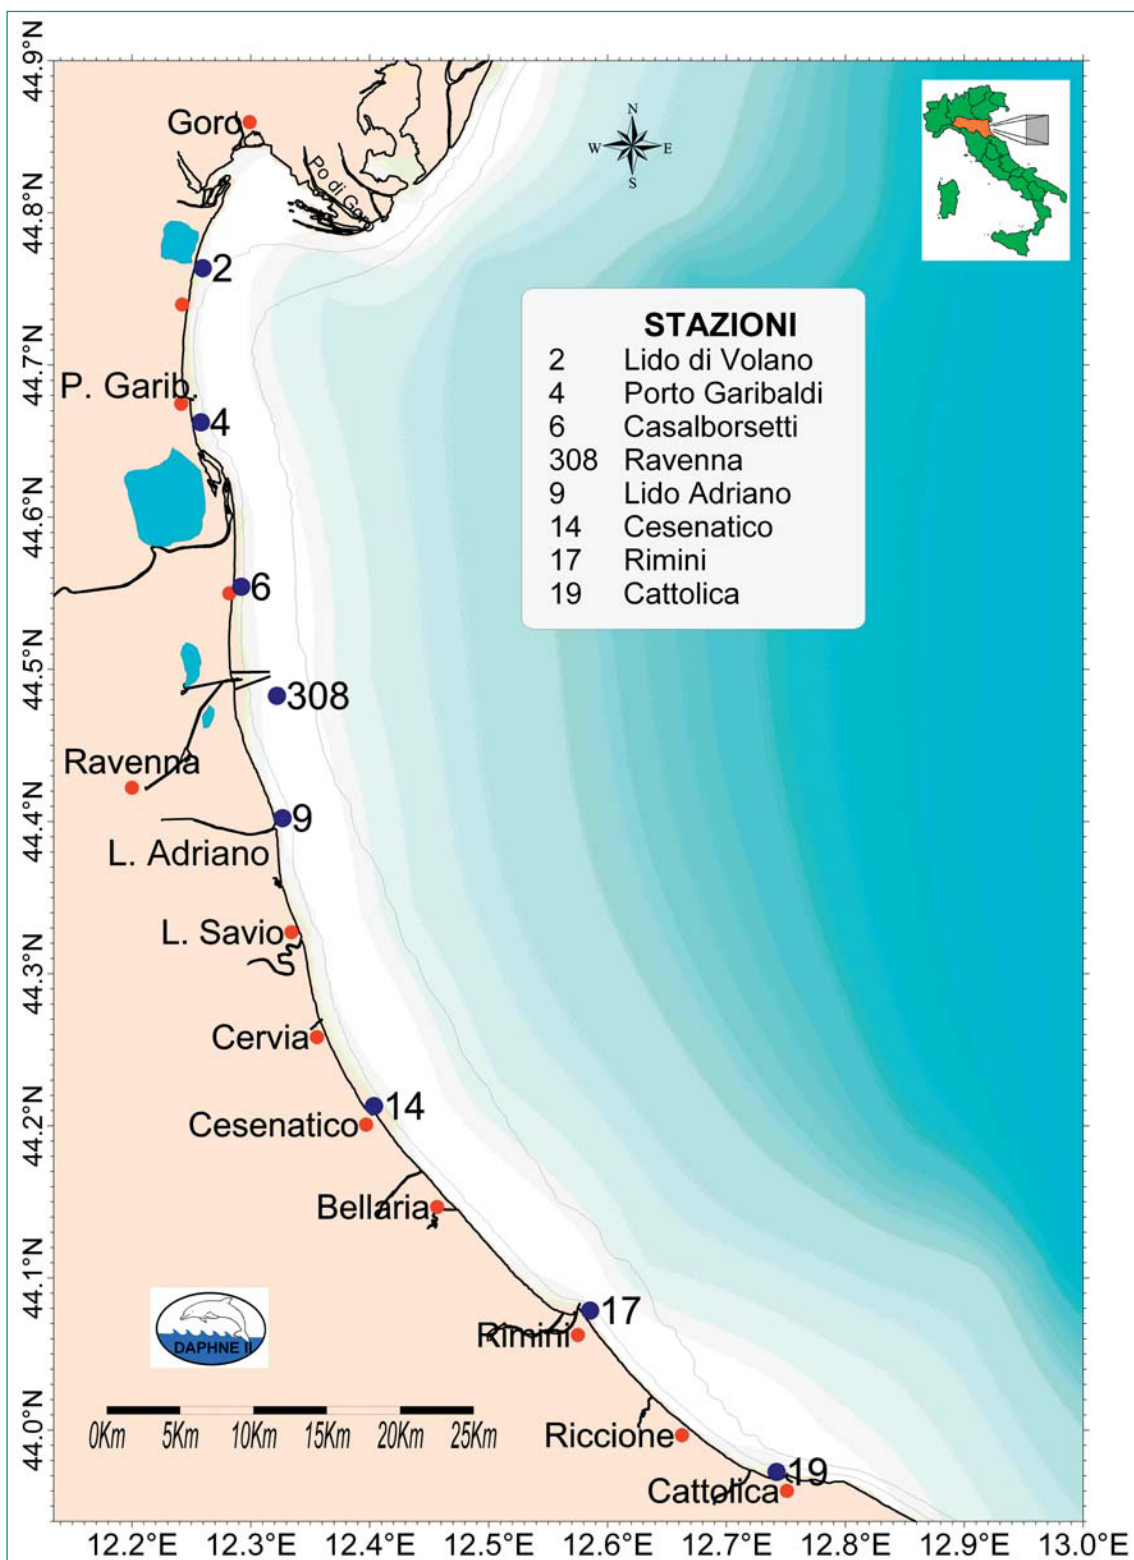 44.9°N
44.8°N
44.7°N
44.6°N
44.5°N
44.4°N
44.3°N
44.2°N
44.1°N
44.0°N
Goro
Po di Goro
N
W E
S
2
P. Garib.
4
6
308
Ravenna
9
L. Adriano
L. Savio
Cervia
14
Cesenatico
Bellaria
17
Rimini
Riccione
19
Cattolica
STAZIONI
2 Lido di Volano
4 Porto Garibaldi
6 Casalborsetti
308 Ravenna
9 Lido Adriano
14 Cesenatico
17 Rimini
19 Cattolica
DAPHNE II
0Km 5Km 10Km 15Km 20Km 25Km
12.2°E 12.3°E 12.4°E 12.5°E 12.6°E 12.7°E 12.8°E 12.9°E 13.0°E